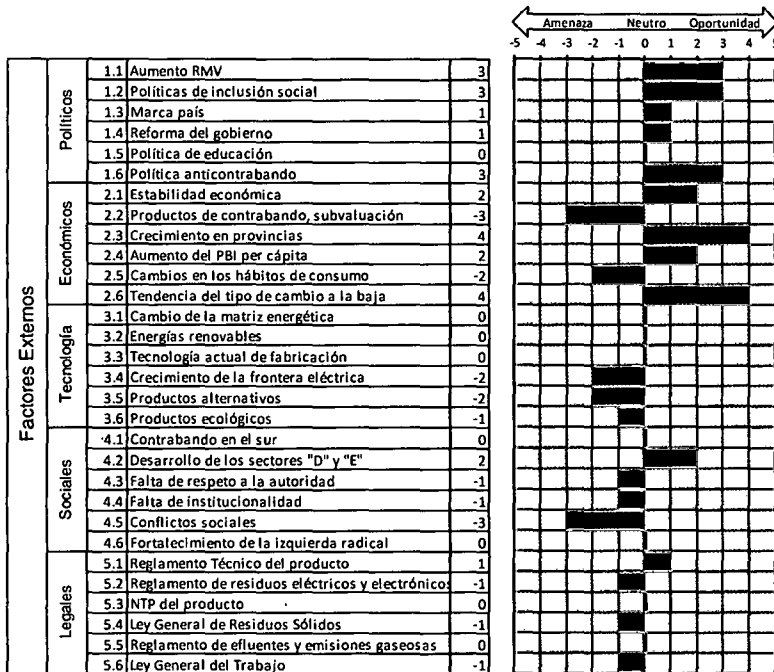 Amenaza Neutro Oportunidad
-5 -4 -3 -2 -1 0 1 2 3 4 5
Factores Externos
Políticos
1.1 Aumento RMV 3
1.2 Políticas de inclusión social 3
1.3 Marca país 1
1.4 Reforma del gobierno 1
1.5 Política de educación 0
1.6 Política anticontrabando 3
Económicos
2.1 Estabilidad económica 2
2.2 Productos de contrabando, subvaluación -3
2.3 Crecimiento en provincias 4
2.4 Aumento del PBI per cápita 2
2.5 Cambios en los hábitos de consumo -2
2.6 Tendencia del tipo de cambio a la baja 4
Tecnología
3.1 Cambio de la matriz energética 0
3.2 Energías renovables 0
3.3 Tecnología actual de fabricación 0
3.4 Crecimiento de la frontera eléctrica -2
3.5 Productos alternativos -2
3.6 Productos ecológicos -1
Sociales
4.1 Contrabando en el sur 0
4.2 Desarrollo de los sectores "D" y "E" 2
4.3 Falta de respeto a la autoridad -1
4.4 Falta de institucionalidad -1
4.5 Conflictos sociales -3
4.6 Fortalecimiento de la izquierda radical 0
Legales
5.1 Reglamento Técnico del producto 1
5.2 Reglamento de residuos eléctricos y electrónicos -1
5.3 NTP del producto 0
5.4 Ley General de Residuos Sólidos -1
5.5 Reglamento de efluentes y emisiones gaseosas 0
5.6 Ley General del Trabajo -1